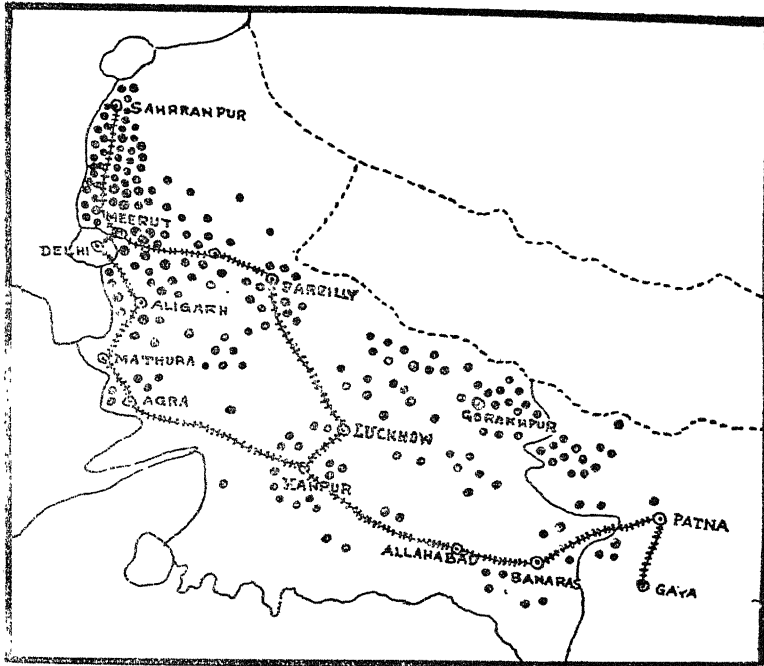 SAHARANPUR
MEERUT
DELHI
BAREILLY
ALIGARH
MATHURA
AGRA
GORAKHPUR
LUCKNOW
KANPUR
PATNA
ALLAHABAD
BANARAS
GAYA